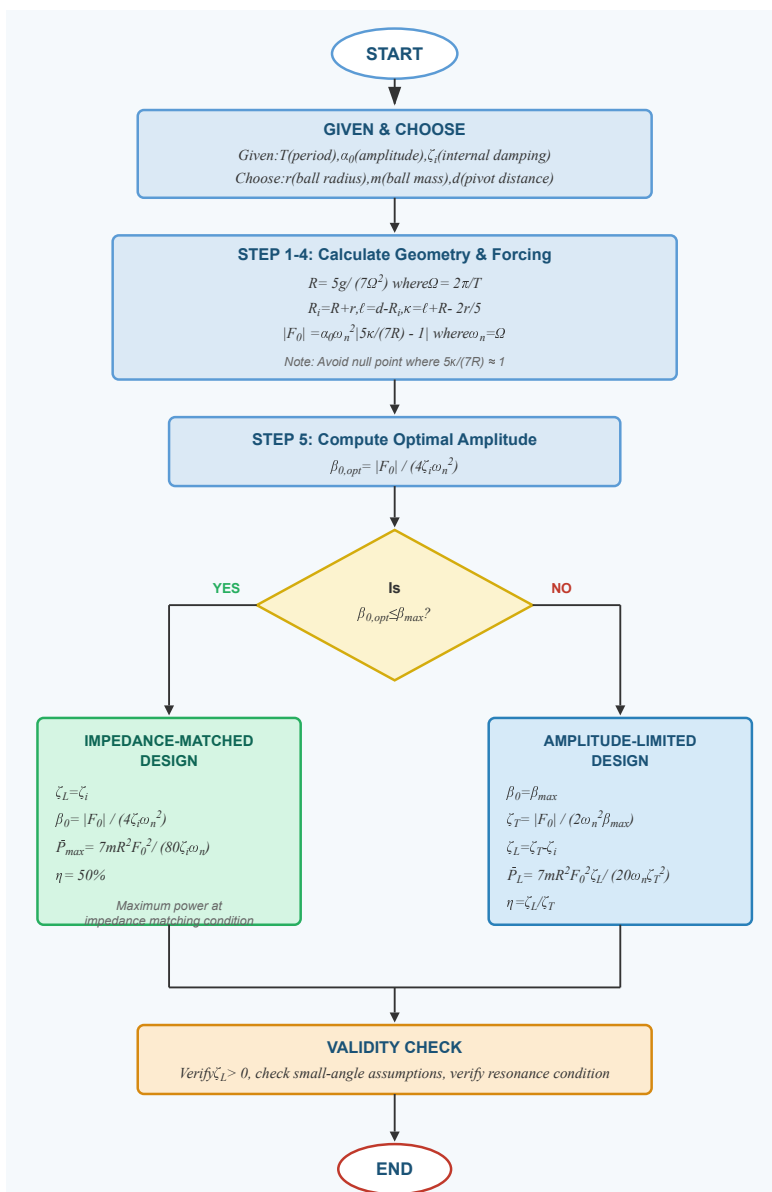 START
GIVEN & CHOOSE
Given:T(period),α₀(amplitude),ζᵢ(internal damping)
Choose:r(ball radius),m(ball mass),d(pivot distance)
STEP 1-4: Calculate Geometry & Forcing
R= 5g/ (7Ω²) whereΩ= 2π/T
Rᵢ=R+r,ℓ=d-Rᵢ,κ=ℓ+R- 2r/5
|F₀| =α₀ωₙ²|5κ/(7R) - 1| whereωₙ=Ω
Note: Avoid null point where 5κ/(7R) ≈ 1
STEP 5: Compute Optimal Amplitude
β₀,opt= |F₀| / (4ζᵢωₙ²)
YES
Is
NO
β₀,opt≤βmax?
IMPEDANCE-MATCHED
DESIGN
ζL=ζᵢ
β₀= |F₀| / (4ζᵢωₙ²)
P̄max= 7mR²F₀²/ (80ζᵢωₙ)
η= 50%
Maximum power at
impedance matching condition
AMPLITUDE-LIMITED
DESIGN
β₀=βmax
ζT= |F₀| / (2ωₙ²βmax)
ζL=ζT-ζᵢ
P̄L= 7mR²F₀²ζL/ (20ωₙζT²)
η=ζL/ζT
VALIDITY CHECK
VerifyζL> 0, check small-angle assumptions, verify resonance condition
END